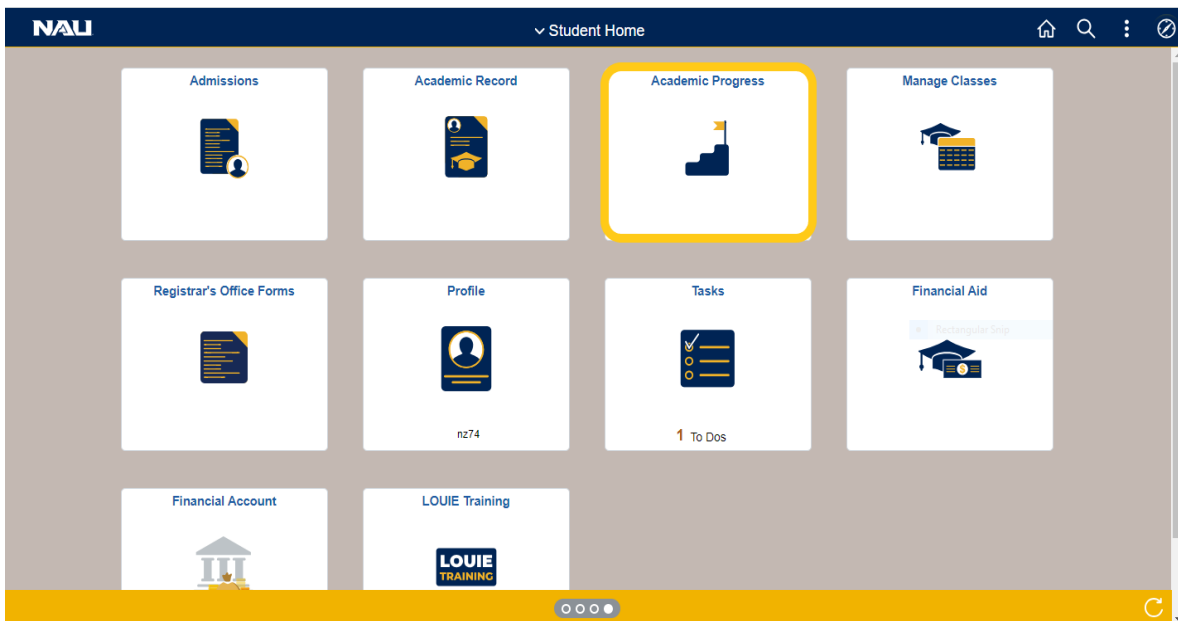 NAU
Student Home
Admissions
Academic Record
Academic Progress
Manage Classes
Registrar's Office Forms
Profile
Tasks
Financial Aid
Rectangular Snip
nz74
1 To Dos
Financial Account
LOUIE Training
LOUIE
TRAINING